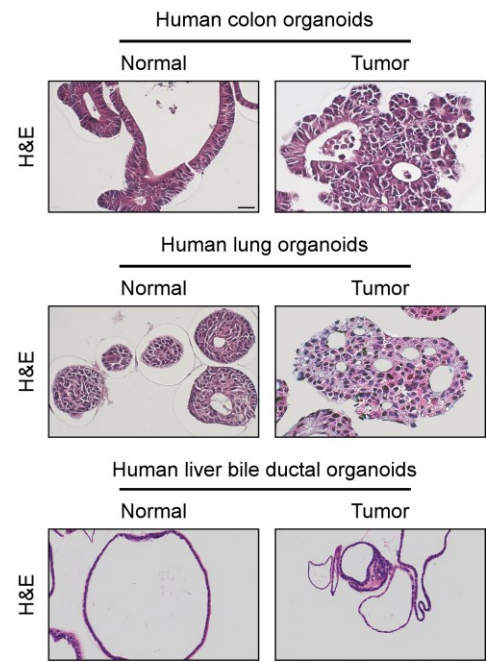 Human colon organoids
Normal Tumor
H&E
Human lung organoids
Normal Tumor
H&E
Human liver bile ductal organoids
Normal Tumor
H&E